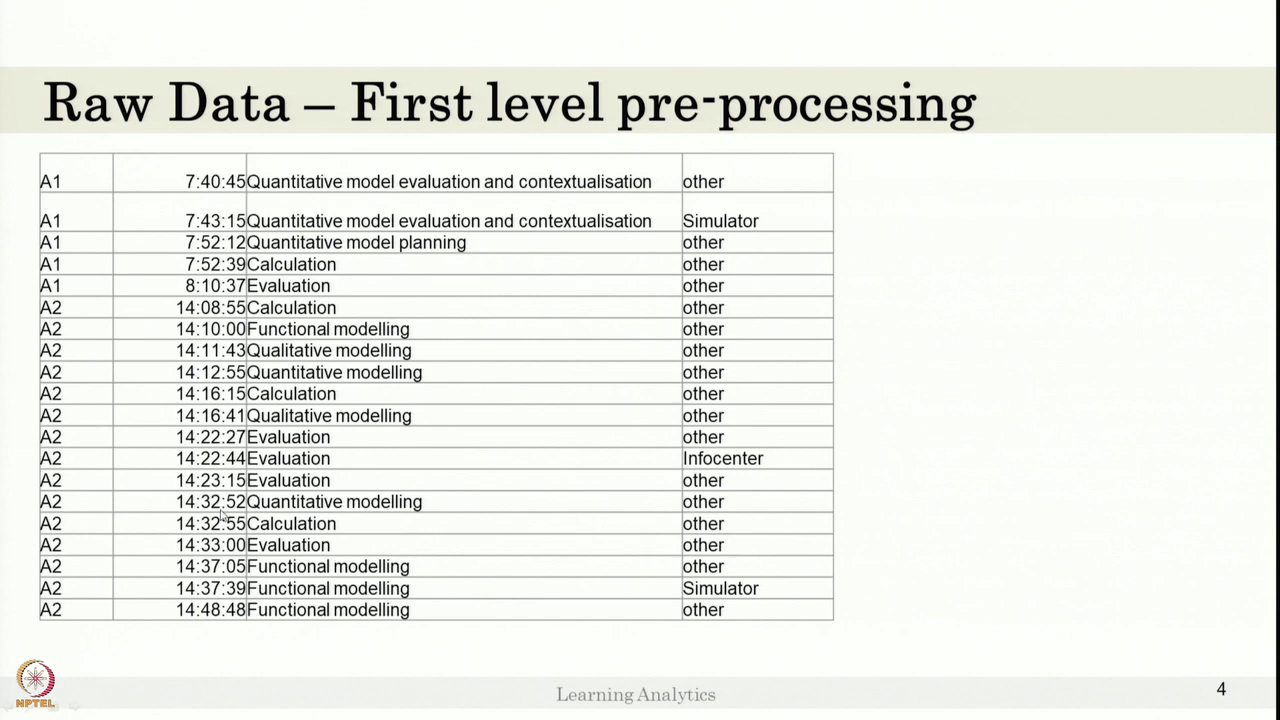 Raw Data – First level pre-processing
A1 7:40:45 Quantitative model evaluation and contextualisation other
A1 7:43:15 Quantitative model evaluation and contextualisation Simulator
A1 7:52:12 Quantitative model planning other
A1 7:52:39 Calculation other
A1 8:10:37 Evaluation other
A2 14:08:55 Calculation other
A2 14:10:00 Functional modelling other
A2 14:11:43 Qualitative modelling other
A2 14:12:55 Quantitative modelling other
A2 14:16:15 Calculation other
A2 14:16:41 Qualitative modelling other
A2 14:22:27 Evaluation other
A2 14:22:44 Evaluation Infocenter
A2 14:23:15 Evaluation other
A2 14:32:52 Quantitative modelling other
A2 14:32:55 Calculation other
A2 14:33:00 Evaluation other
A2 14:37:05 Functional modelling other
A2 14:37:39 Functional modelling Simulator
A2 14:48:48 Functional modelling other
NPTEL
Learning Analytics
4